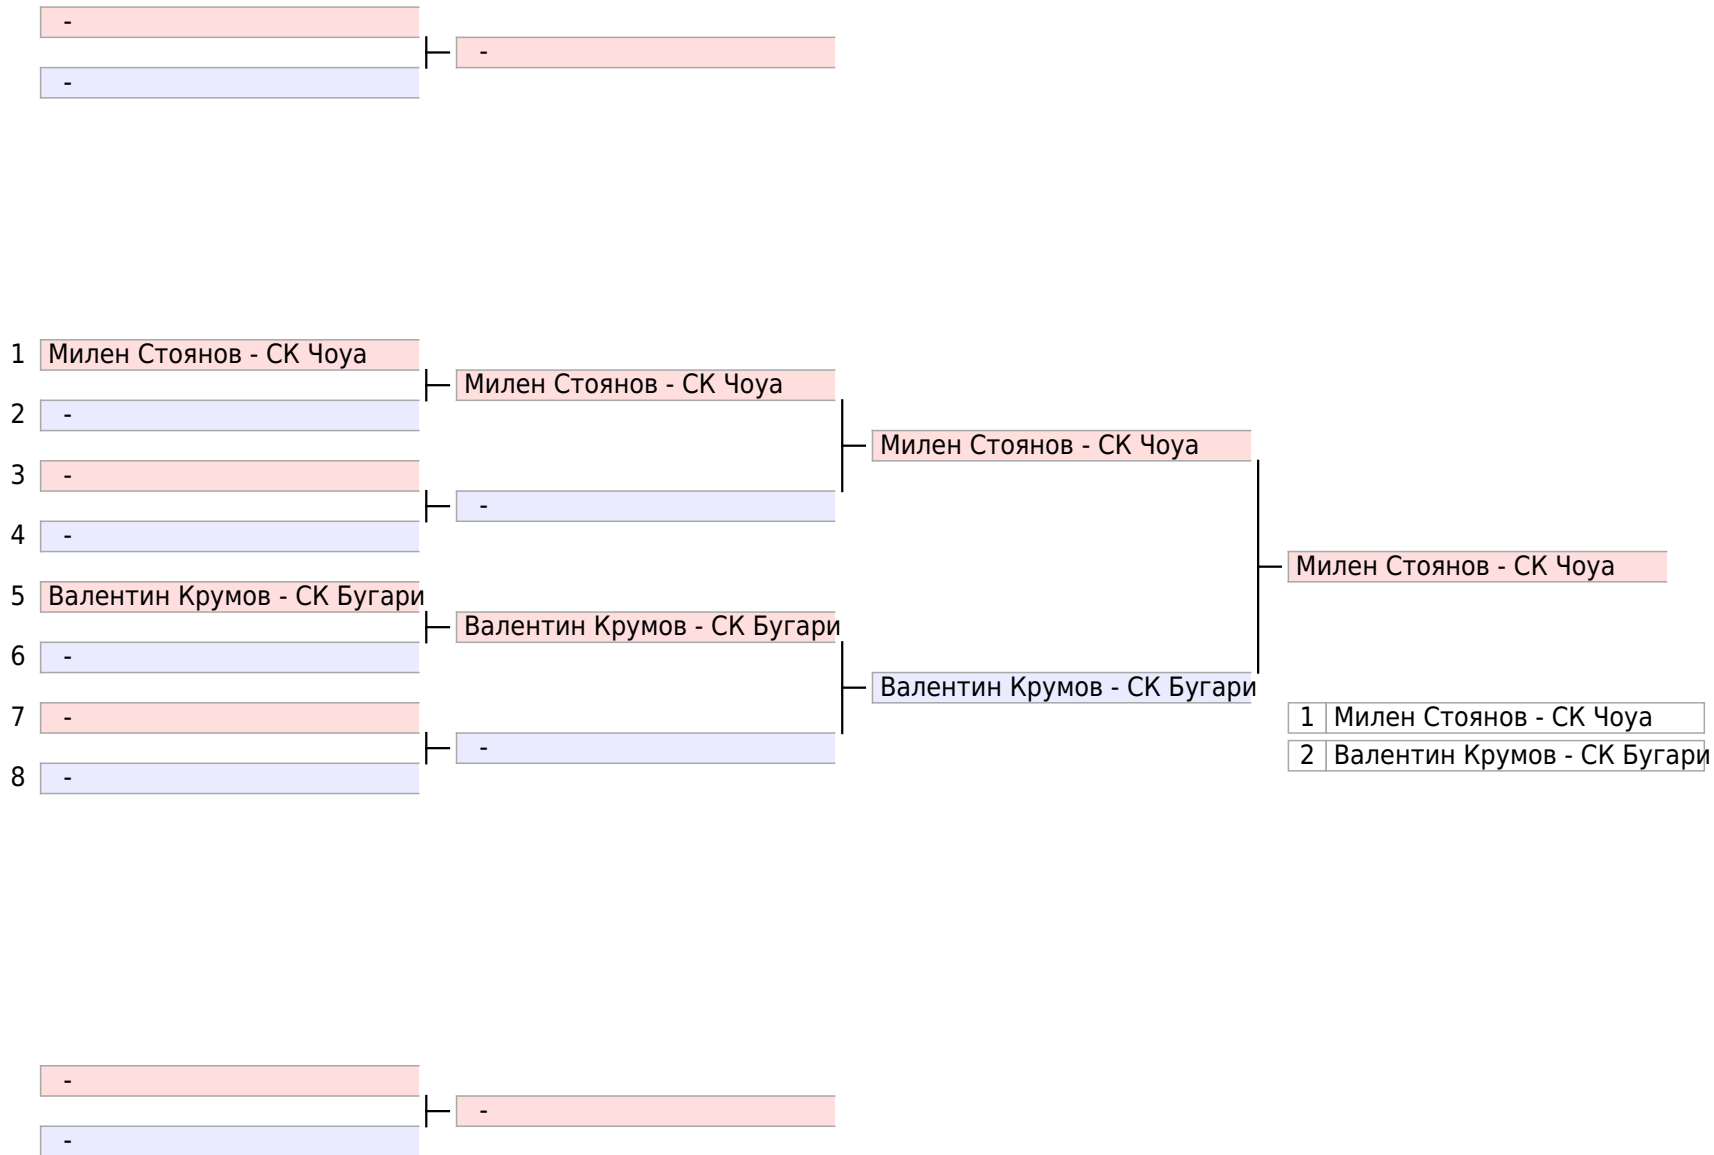 -
-
-
1 Милен Стоянов - СК Чоуа
Милен Стоянов - СК Чоуа
2 -
Милен Стоянов - СК Чоуа
3 -
-
4 -
Милен Стоянов - СК Чоуа
5 Валентин Крумов - СК Бугари
Валентин Крумов - СК Бугари
6 -
Валентин Крумов - СК Бугари
7 -
1 Милен Стоянов - СК Чоуа
-
2 Валентин Крумов - СК Бугари
8 -
-
-
-